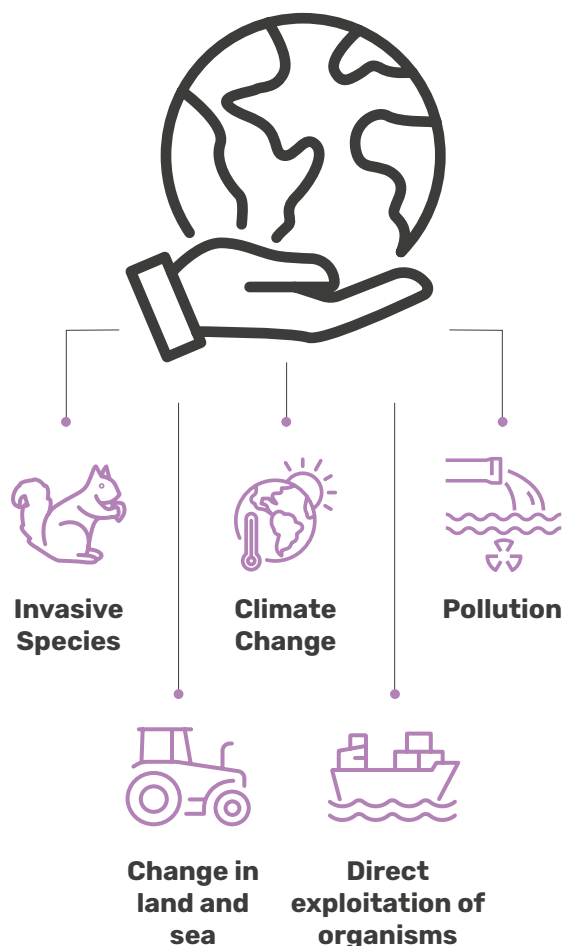 Invasive
Species
Climate
Change
Pollution
Change in
land and
sea
Direct
exploitation of
organisms